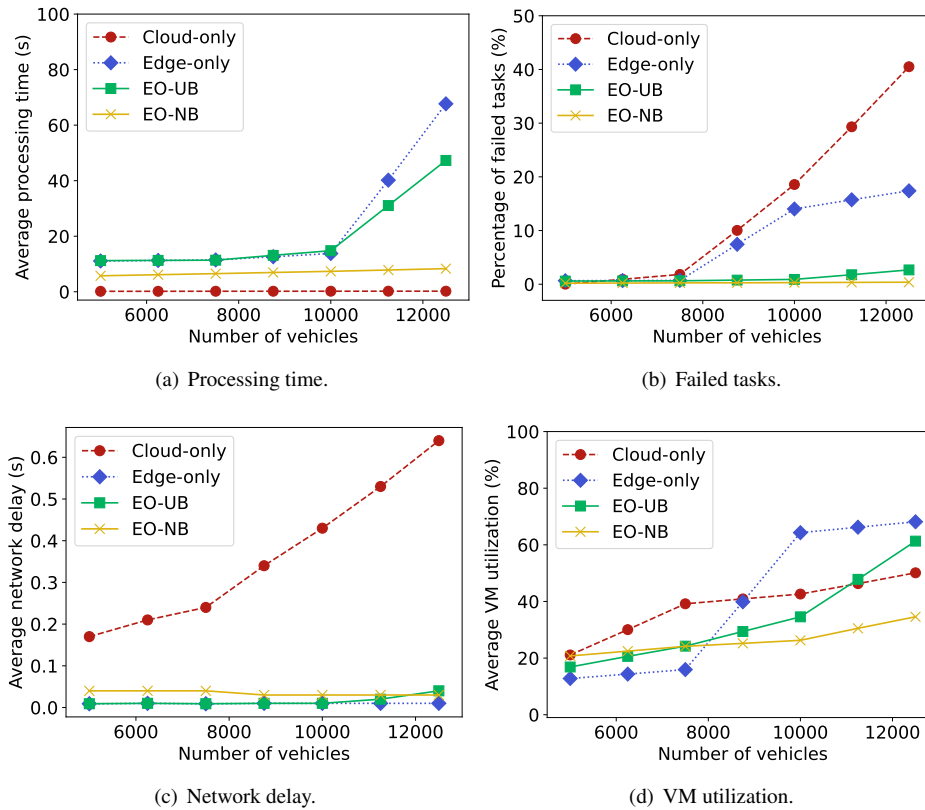 Average processing time (s)
100
80
60
40
20
0
Cloud-only
Edge-only
EO-UB
EO-NB
6000 8000 10000 12000
Number of vehicles
(a) Processing time.
Percentage of failed tasks (%)
50
40
30
20
10
0
Cloud-only
Edge-only
EO-UB
EO-NB
6000 8000 10000 12000
Number of vehicles
(b) Failed tasks.
Average network delay (s)
0.6
0.5
0.4
0.3
0.2
0.1
0.0
Cloud-only
Edge-only
EO-UB
EO-NB
6000 8000 10000 12000
Number of vehicles
(c) Network delay.
Average VM utilization (%)
100
80
60
40
20
0
Cloud-only
Edge-only
EO-UB
EO-NB
6000 8000 10000 12000
Number of vehicles
(d) VM utilization.